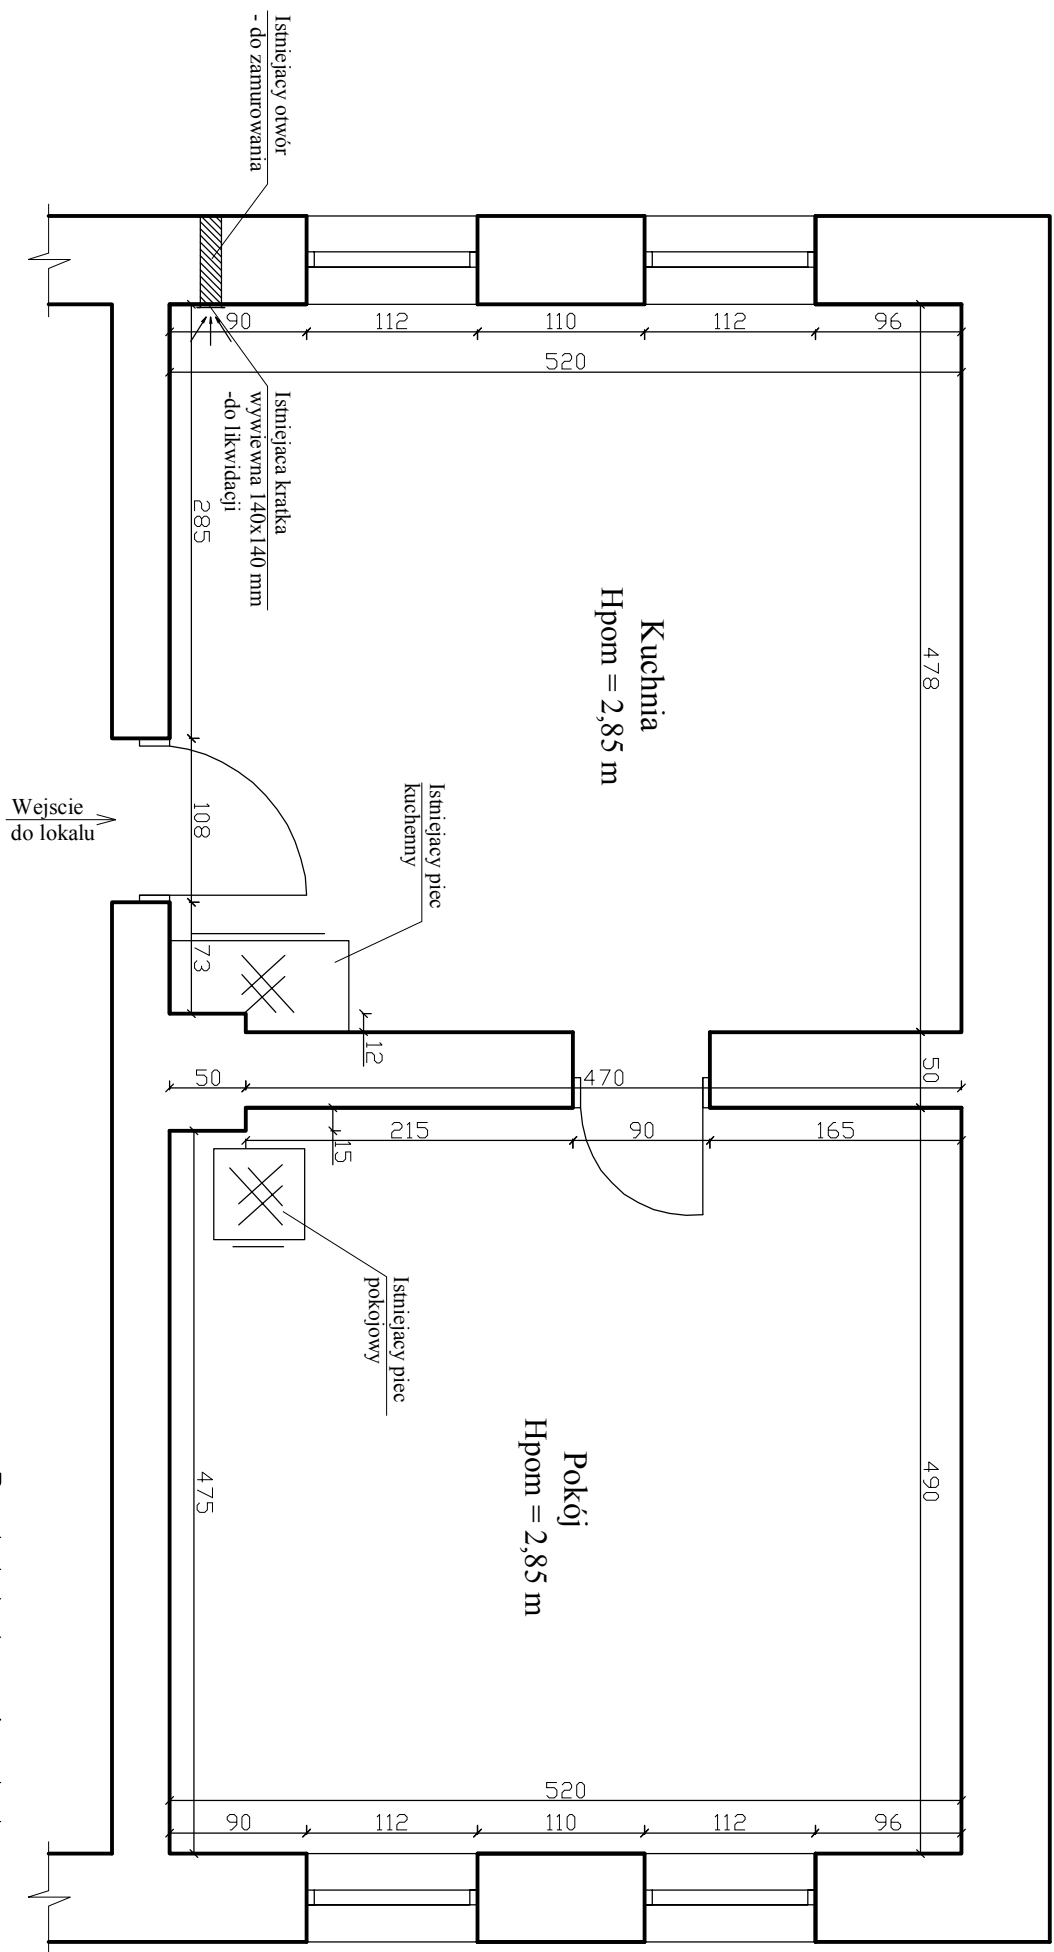 Istniejacy otwór
- do zamurowania
90
112
110
112
96
520
Istniejaca kratka
wywiewna 140x140 mm
-do likwidacji
285
478
Kuchnia
Hpom = 2,85 m
Istniejacy piec
kuchenny
Wejscie
do lokalu
108
73
12
50
470
50
215
90
165
15
Istniejacy piec
pokojowy
Pokój
Hpom = 2,85 m
475
490
520
90
112
110
112
96